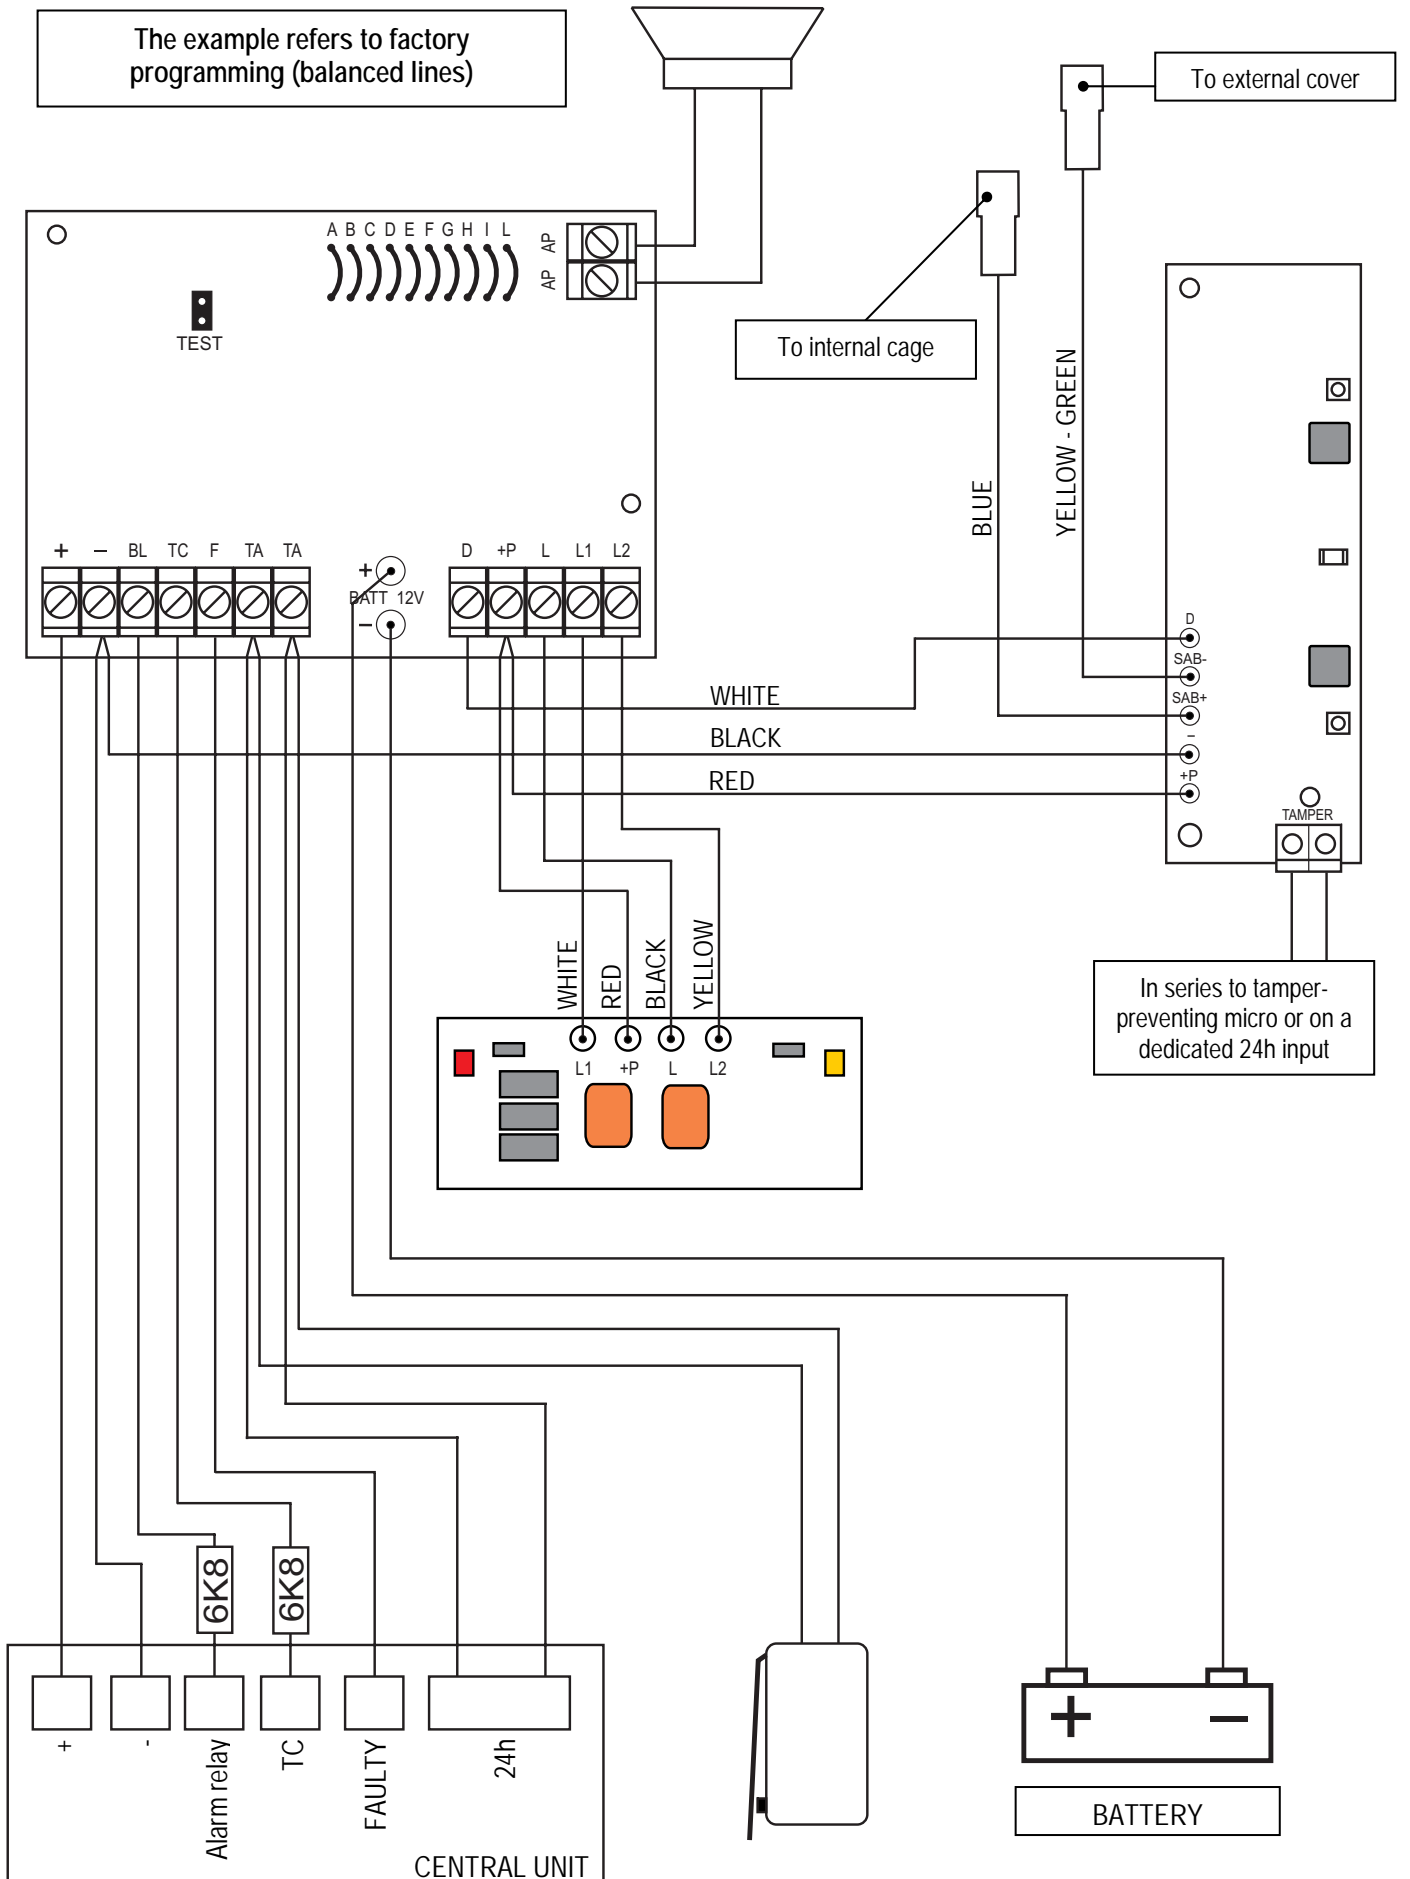 The example refers to factory
programming (balanced lines)
To external cover
To internal cage
A B C D E F G H I L
AP
AP
TEST
YELLOW - GREEN
BLUE
+ – BL TC F TA TA
+
BATT 12V
–
D +P L L1 L2
D
SAB-
SAB+
–
+P
TAMPER
WHITE
BLACK
RED
WHITE
RED
BLACK
YELLOW
L1 +P L L2
In series to tamper-
preventing micro or on a
dedicated 24h input
6K8
6K8
+
-
Alarm relay
TC
FAULTY
24h
CENTRAL UNIT
+ –
BATTERY